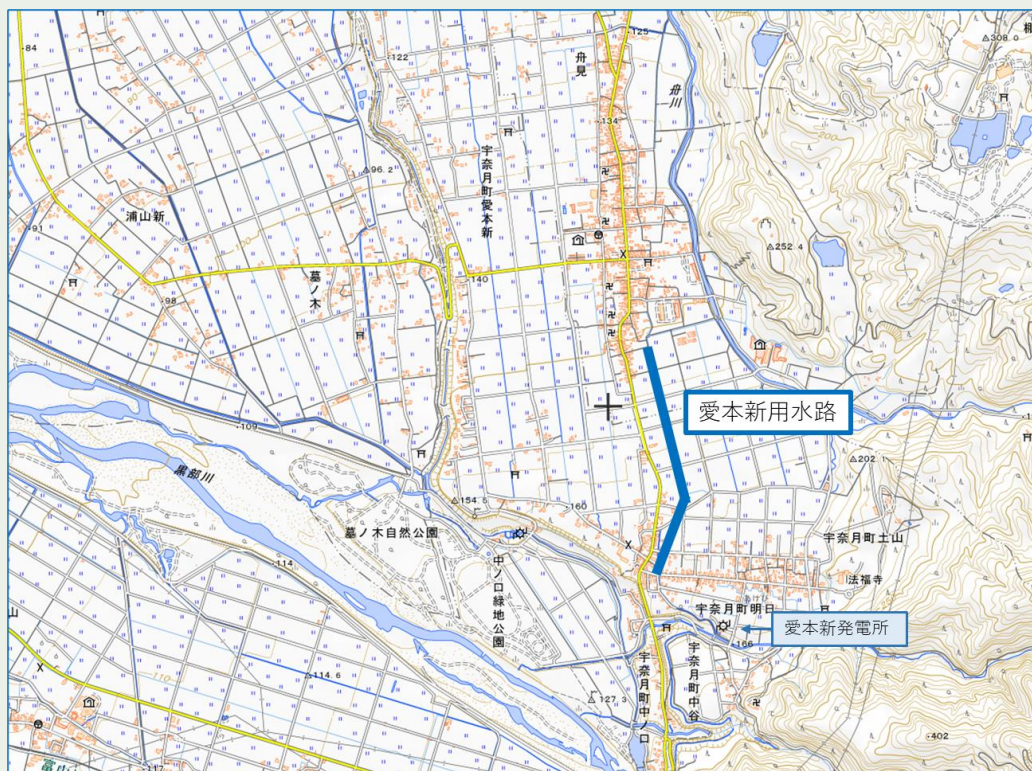 ・84
・122
・125
△308.0
舟見
舟川
・134
宇奈月町愛本新
△96.2
浦山新
・91
墓ノ木
△252.4
・140
・98
愛本新用水路
・109
黒部川
△202.1
△154.5
・160
墓ノ木自然公園
・114
中ノ口緑地公園
宇奈月町土山
法福寺
宇奈月町明日
愛本新発電所
・166
宇奈月町中谷
宇奈月町中ノ口
△114.6
△127.3
・402
・117